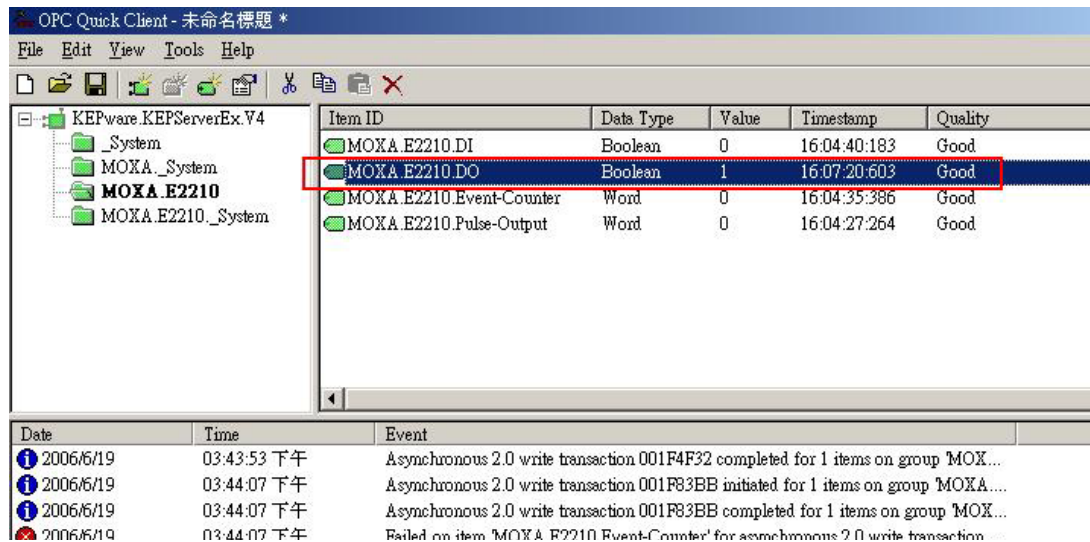 OPC Quick Client - 未命名標題 *
File Edit View Tools Help
KEPware.KEPServerEx.V4
_System
MOXA._System
MOXA.E2210
MOXA.E2210._System
Item ID Data Type Value Timestamp Quality
MOXA.E2210.DI Boolean 0 16:04:40:183 Good
MOXA.E2210.DO Boolean 1 16:07:20:603 Good
MOXA.E2210.Event-Counter Word 0 16:04:35:386 Good
MOXA.E2210.Pulse-Output Word 0 16:04:27:264 Good
Date Time Event
2006/6/19 03:43:53 下午 Asynchronous 2.0 write transaction 001F4F32 completed for 1 items on group 'MOX...
2006/6/19 03:44:07 下午 Asynchronous 2.0 write transaction 001F83BB initiated for 1 items on group 'MOXA....
2006/6/19 03:44:07 下午 Asynchronous 2.0 write transaction 001F83BB completed for 1 items on group 'MOX...
2006/6/19 03:44:07 下午 Failed on item 'MOXA.E2210.Event-Counter' for asynchronous 2.0 write transaction ...